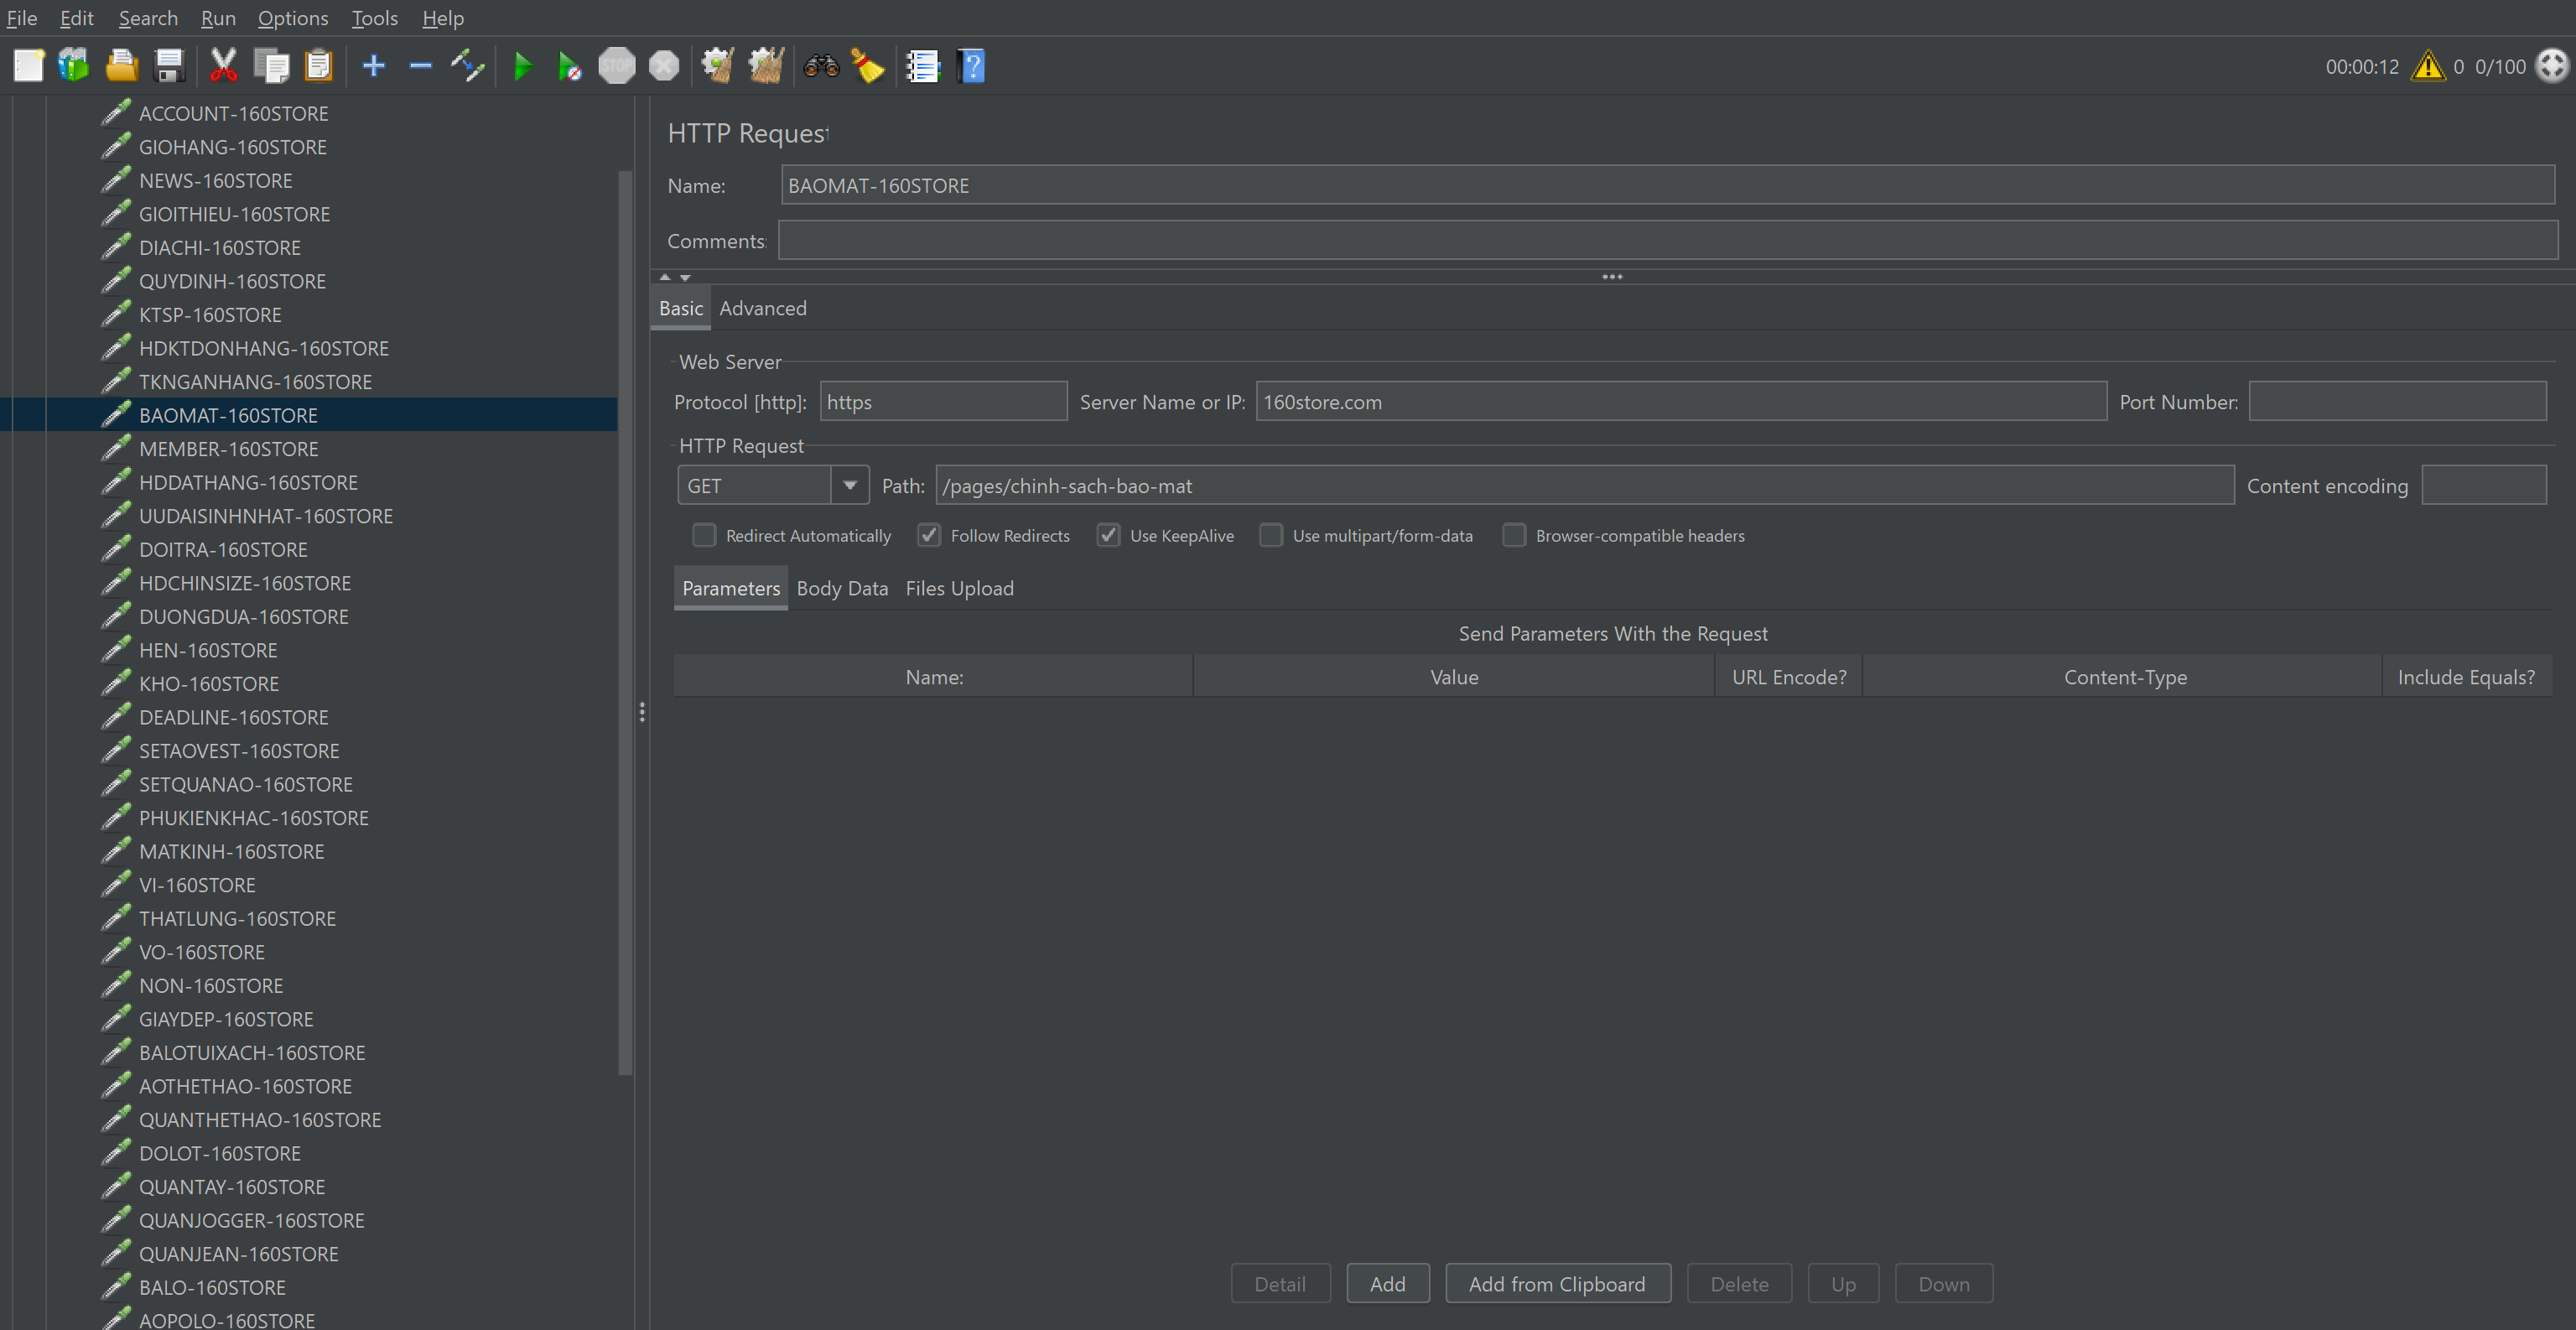 File Edit Search Run Options Tools Help
STOP
00:00:12 0 0/100
ACCOUNT-160STORE
GIOHANG-160STORE
NEWS-160STORE
GIOITHIEU-160STORE
DIACHI-160STORE
QUYDINH-160STORE
KTSP-160STORE
HDKTDONHANG-160STORE
TKNGANHANG-160STORE
BAOMAT-160STORE
MEMBER-160STORE
HDDATHANG-160STORE
UUDAISINHNHAT-160STORE
DOITRA-160STORE
HDCHINSIZE-160STORE
DUONGDUA-160STORE
HEN-160STORE
KHO-160STORE
DEADLINE-160STORE
SETAOVEST-160STORE
SETQUANAO-160STORE
PHUKIENKHAC-160STORE
MATKINH-160STORE
VI-160STORE
THATLUNG-160STORE
VO-160STORE
NON-160STORE
GIAYDEP-160STORE
BALOTUIXACH-160STORE
AOTHETHAO-160STORE
QUANTHETHAO-160STORE
DOLOT-160STORE
QUANTAY-160STORE
QUANJOGGER-160STORE
QUANJEAN-160STORE
BALO-160STORE
AOPOLO-160STORE
HTTP Request
Name: BAOMAT-160STORE
Comments:
Basic Advanced
Web Server
Protocol [http]: https Server Name or IP: 160store.com Port Number:
HTTP Request
GET Path: /pages/chinh-sach-bao-mat Content encoding
Redirect Automatically Follow Redirects Use KeepAlive Use multipart/form-data Browser-compatible headers
Parameters Body Data Files Upload
Send Parameters With the Request
Name: Value URL Encode? Content-Type Include Equals?
Detail Add Add from Clipboard Delete Up Down